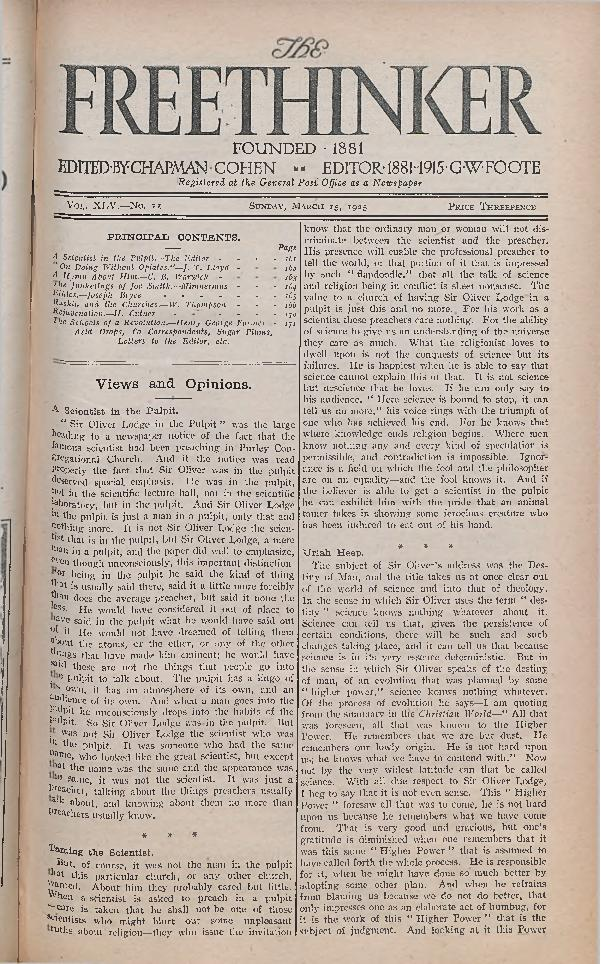 The
FREETHINKER
FOUNDED · 1881
EDITED·BY·CHAPMAN·COHEN ·· EDITOR·1881-1915·G·W·FOOTE
Registered at the General Post Office as a Newspaper
Vol. XLV.—No. 11
Sunday, March 15, 1925
Price Threepence
PRINCIPAL CONTENTS.
Page
A Scientist in the Pulpit.—The Editor - - - - 161
"On Doing Without Opiates."—J. T. Lloyd - - - 162
A Hymn About Him.—C. B. Warwick - - - -
The Junketings of Joe Smith.—Mimnermus - - - 164
Bibles.—Joseph Bryce - - - - 165
Ruskin and the Churches.—W. Thompson - - - 166
Rejuvenation.—H. Cutner - - - - 170
The Sequels of a Revolution.—Henry George Farmer - 171
Acid Drops, To Correspondents, Sugar Plums,
Letters to the Editor, etc.
Views and Opinions.
A Scientist in the Pulpit.
"Sir Oliver Lodge in the Pulpit" was the large
heading to a newspaper notice of the fact that the
famous scientist had been preaching in Purley Con-
gregational Church. And if the notice was read
properly the fact that Sir Oliver was in the pulpit
deserved special emphasis. He was in the pulpit,
not in the scientific lecture hall, nor in the scientific
laboratory, but in the pulpit. And Sir Oliver Lodge
in the pulpit is just a man in a pulpit, only that and
nothing more. It is not Sir Oliver Lodge the scien-
tist that is in the pulpit, but Sir Oliver Lodge, a mere
man in a pulpit, and the paper did well to emphasize,
even though unconsciously, this important distinction.
For being in the pulpit he said the kind of thing
that is usually said there, said it a little more forcibly
than does the average preacher, but said it none the
less. He would have considered it out of place to
have said in the pulpit what he would have said out
of it. He would not have dreamed of telling them
about the atoms, or the ether, or any of the other
things that have made him eminent; he would have
said these are not the things that people go into
the pulpit to talk about. The pulpit has a lingo of
its own, it has an atmosphere of its own, and an
audience of its own. And when a man goes into the
pulpit he unconsciously drops into the habits of the
pulpit. So Sir Oliver Lodge was in the pulpit. But
it was not Sir Oliver Lodge the scientist who was
in the pulpit. It was someone who had the same
name, who looked like the great scientist, but except
that the name was the same and the appearance was
the same, it was not the scientist. It was just a
preacher, talking about the things preachers usually
talk about, and knowing about them no more than
preachers usually know.
* * *
Taming the Scientist.
But, of course, it was not the man in the pulpit
that this particular church, or any other church,
wanted. About him they probably cared but little.
When a scientist is asked to preach in a pulpit
—care is taken that he shall not be one of those
scientists who might blurt out some unpleasant
truths about religion—they who issue the invitation
know that the ordinary man or woman will not dis-
criminate between the scientist and the preacher.
His presence will enable the professional preacher to
tell the world, or that portion of it that is impressed
by such "flapdoodle," that all the talk of science
and religion being in conflict is sheer nonsense. The
value to a church of having Sir Oliver Lodge in a
pulpit is just this and no more. For his work as a
scientist these preachers care nothing. For the ability
of science to give us an understanding of the universe
they care as much. What the religionist loves to
dwell upon is not the conquests of science but its
failures. He is happiest when he is able to say that
science cannot explain this or that. It is not science
but nescience that he loves. If he can only say to
his audience, "Here science is bound to stop, it can
tell us no more," his voice rings with the triumph of
one who has achieved his end. For he knows that
where knowledge ends religion begins. Where men
know nothing any and every kind of speculation is
permissible, and contradiction is impossible. Ignor-
ance is a field on which the fool and the philosopher
are on an equality—and the fool knows it. And if
the believer is able to get a scientist in the pulpit
he can exhibit him with the pride that an animal
tamer takes in showing some ferocious creature who
has been induced to eat out of his hand.
* * *
Uriah Heep.
The subject of Sir Oliver's address was the Des-
tiny of Man, and the title takes us at once clear out
of the world of science and into that of theology.
In the sense in which Sir Oliver uses the term "des-
tiny" science knows nothing whatever about it.
Science can tell us that, given the persistence of
certain conditions, there will be such and such
changes taking place, and it can tell us that because
science is in its very essence deterministic. But in
the sense in which Sir Oliver speaks of the destiny
of man, of an evolution that was planned by some
"higher power," science knows nothing whatever.
Of the process of evolution he says—I am quoting
from the summary in the Christian World—"All that
was foreseen, all that was known to the Higher
Power. He remembers that we are but dust. He
remembers our lowly origin. He is not hard upon
us; he knows what we have to contend with." Now
not by the very widest latitude can that be called
science. With all due respect to Sir Oliver Lodge,
I beg to say that it is not even sense. This "Higher
Power" foresaw all that was to come, he is not hard
upon us because he remembers what we have come
from. That is very good and gracious, but one's
gratitude is diminished when one remembers that it
was this same "Higher Power" that is assumed to
have called forth the whole process. He is responsible
for it, when he might have done so much better by
adopting some other plan. And when he refrains
from blaming us because we do not do better, that
only impresses one as an elaborate act of humbug, for
it is the work of this "Higher Power" that is the
subject of judgment. And looking at it this Power